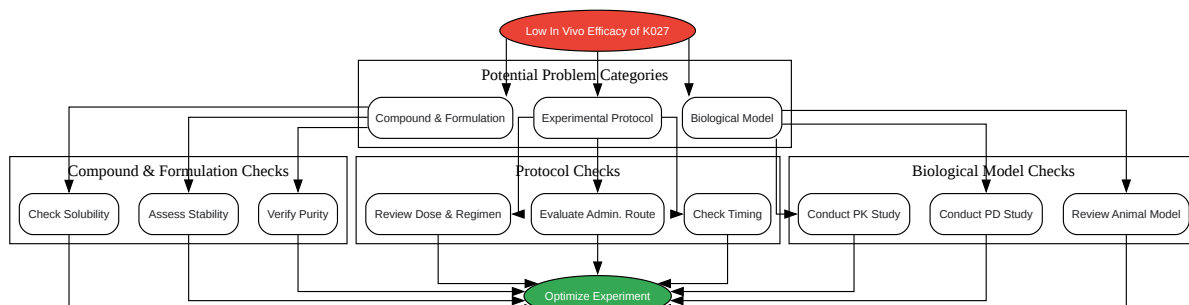 Low In Vivo Efficacy of K027
Potential Problem Categories
Compound & Formulation
Experimental Protocol
Biological Model
Compound & Formulation Checks
Protocol Checks
Biological Model Checks
Check Solubility
Assess Stability
Verify Purity
Review Dose & Regimen
Evaluate Admin. Route
Check Timing
Conduct PK Study
Conduct PD Study
Review Animal Model
Optimize Experiment